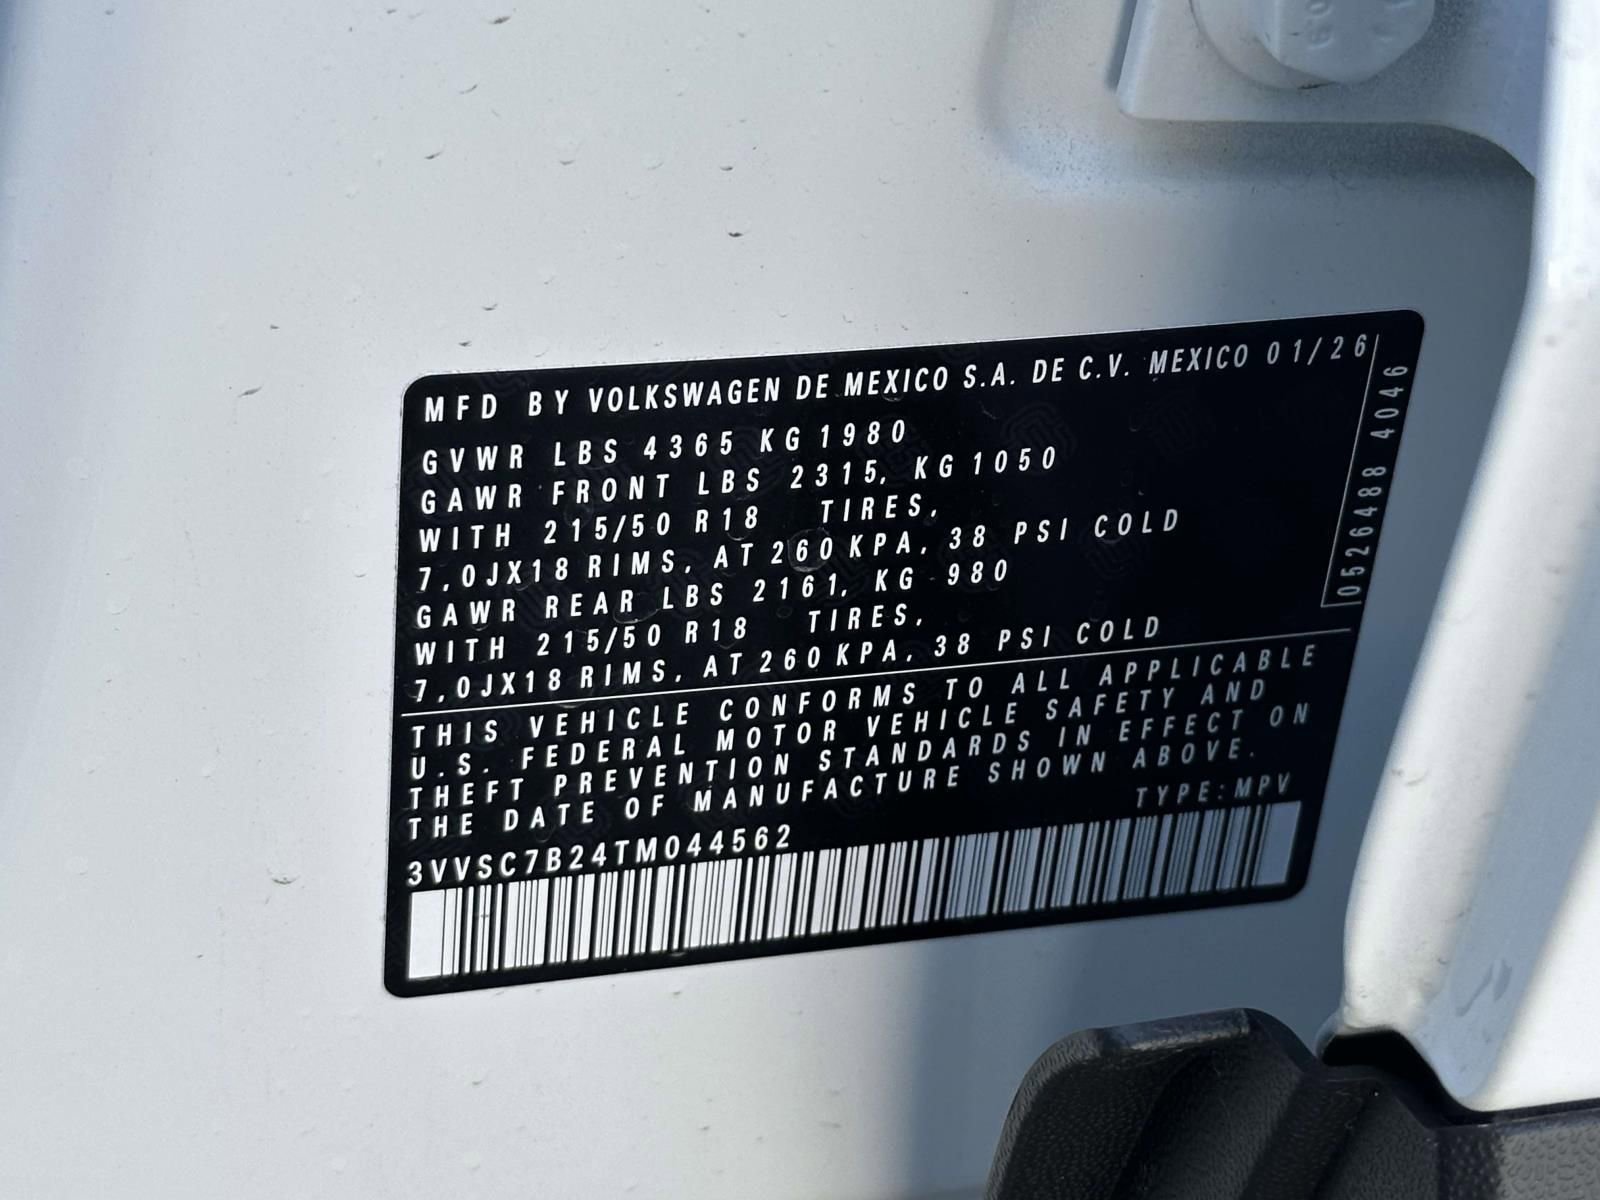 MFD BY VOLKSWAGEN DE MEXICO S.A. DE C.V. MEXICO 01/26
GVWR LBS 4365 KG 1980
GAWR FRONT LBS 2315, KG 1050
WITH 215/50 R18 TIRES,
7,0JX18 RIMS, AT 260 KPA, 38 PSI COLD
GAWR REAR LBS 2161, KG 980
WITH 215/50 R18 TIRES,
7,0JX18 RIMS, AT 260 KPA, 38 PSI COLD
THIS VEHICLE CONFORMS TO ALL APPLICABLE
U.S. FEDERAL MOTOR VEHICLE SAFETY AND
THEFT PREVENTION STANDARDS IN EFFECT ON
THE DATE OF MANUFACTURE SHOWN ABOVE.
TYPE: MPV
3VVSC7B24TM044562
0526488 4046